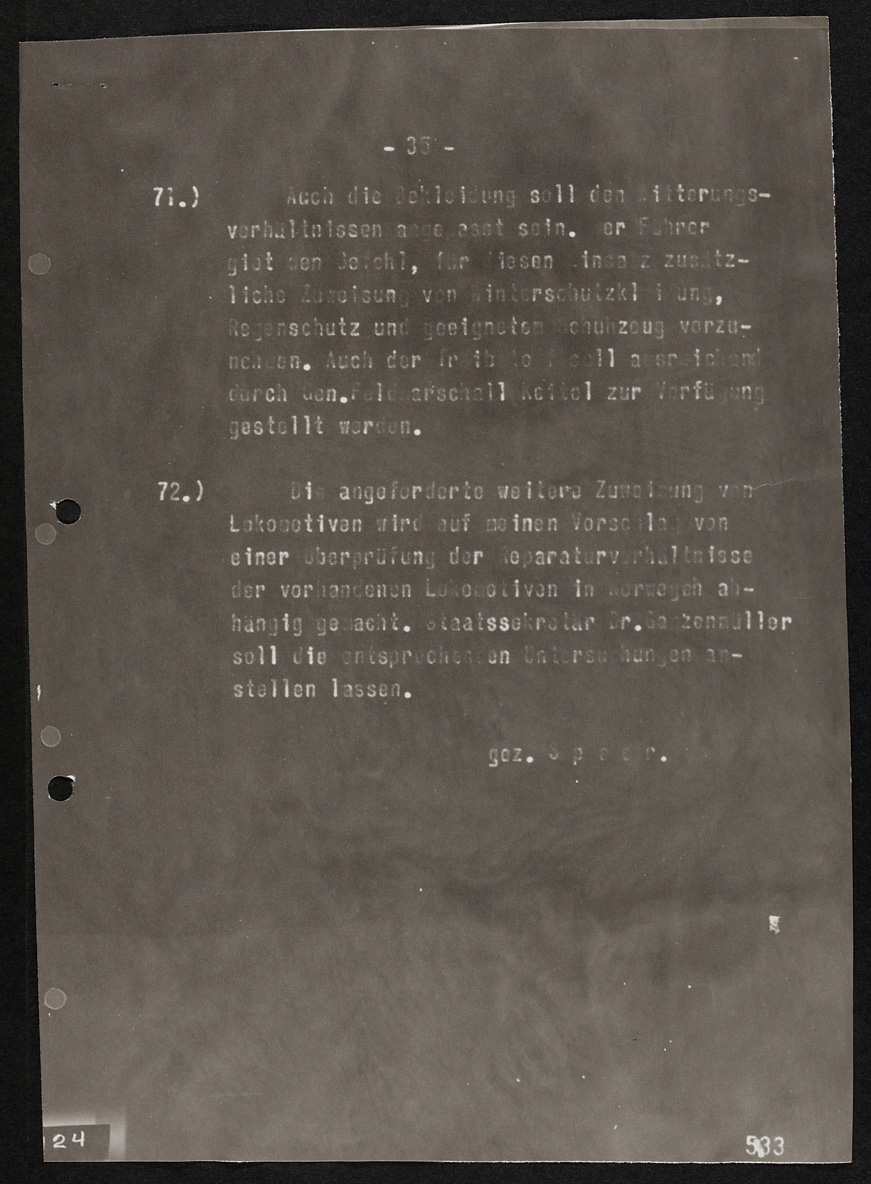 - 35 -
71.) Auch die Bekleidung soll den Witterungs-
verhältnissen angepasst sein. Der Führer
gibt den Befehl, für diesen Einsatz zusätz-
liche Zuweisung von Winterschutzkleidung,
Regenschutz und geeignetem Schuhzeug vorzu-
nehmen. Auch der soll ausreichend
durch den Feldmarschall Keitel zur Verfügung
gestellt werden.
72.) Die angeforderte weitere Zuweisung von
Lokomotiven wird auf meinen Vorschlag von
einer Überprüfung der Reparaturverhältnisse
der vorhandenen Lokomotiven in Norwegen ab-
hängig gemacht. Staatssekretär Dr. Ganzenmüller
soll die entsprechenden Untersuchungen an-
stellen lassen.
gez. S p e e r .
24
533